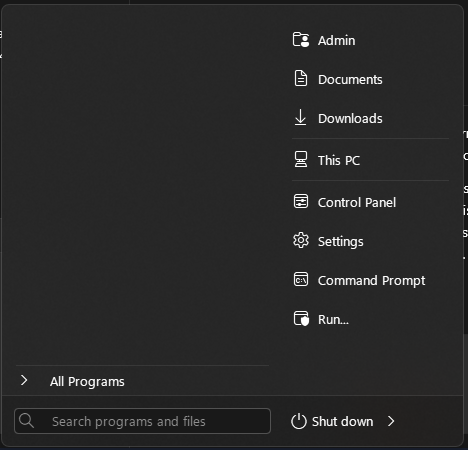 Admin
Documents
Downloads
This PC
Control Panel
Settings
C:\
Command Prompt
Run...
All Programs
Search programs and files
Shut down